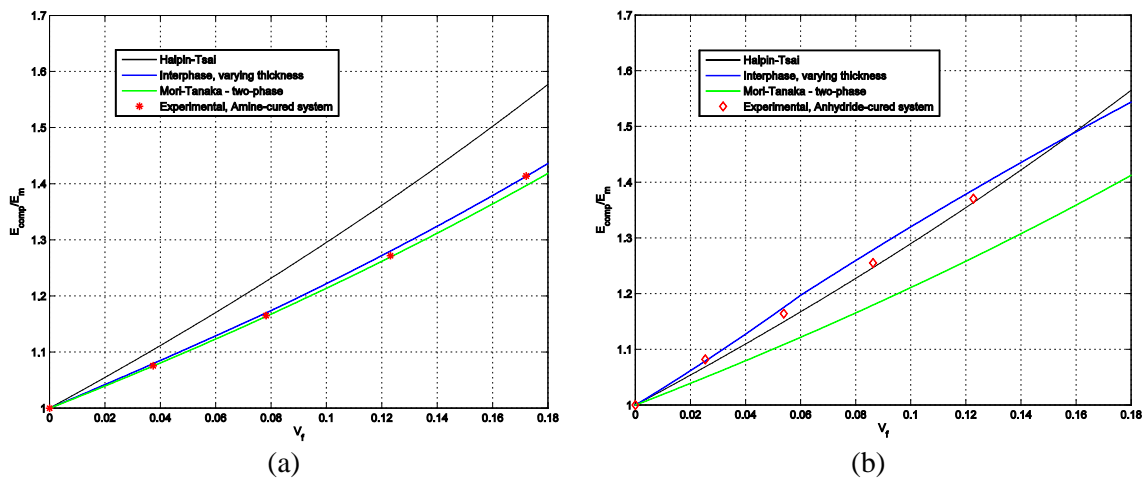 1.7
1.6
1.5
1.4
1.3
1.2
1.1
1
E_comp/E_m
Halpin-Tsai
Interphase, varying thickness
Mori-Tanaka - two-phase
Experimental, Amine-cured system
0 0.02 0.04 0.06 0.08 0.1 0.12 0.14 0.16 0.18
V_f
(a)
1.7
1.6
1.5
1.4
1.3
1.2
1.1
1
E_comp/E_m
Halpin-Tsai
Interphase, varying thickness
Mori-Tanaka - two-phase
Experimental, Anhydride-cured system
0 0.02 0.04 0.06 0.08 0.1 0.12 0.14 0.16 0.18
V_f
(b)